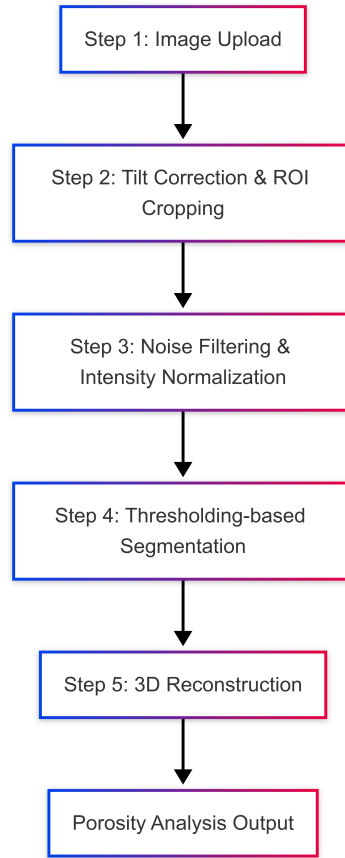 Step 1: Image Upload
Step 2: Tilt Correction & ROI
Cropping
Step 3: Noise Filtering &
Intensity Normalization
Step 4: Thresholding-based
Segmentation
Step 5: 3D Reconstruction
Porosity Analysis Output